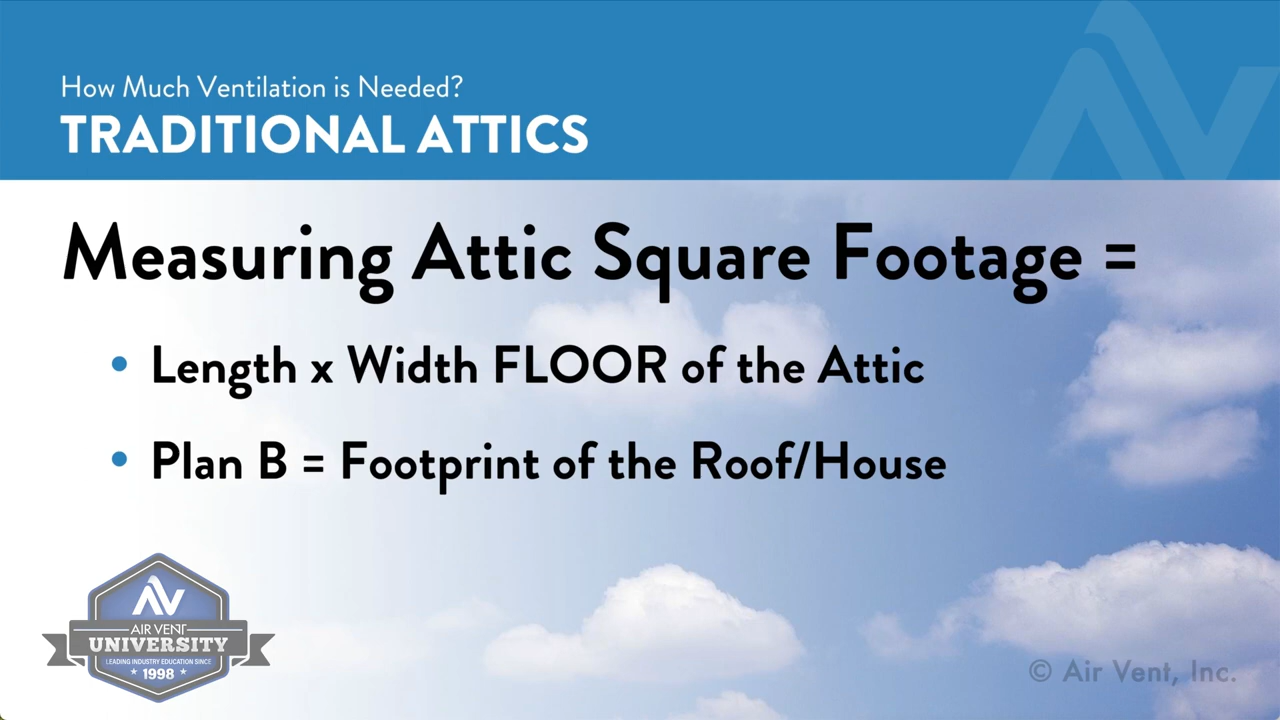 How Much Ventilation is Needed?
TRADITIONAL ATTICS
Measuring Attic Square Footage =
• Length x Width FLOOR of the Attic
• Plan B = Footprint of the Roof/House
AIR VENT
UNIVERSITY
LEADING INDUSTRY EDUCATION SINCE
1998
© Air Vent, Inc.